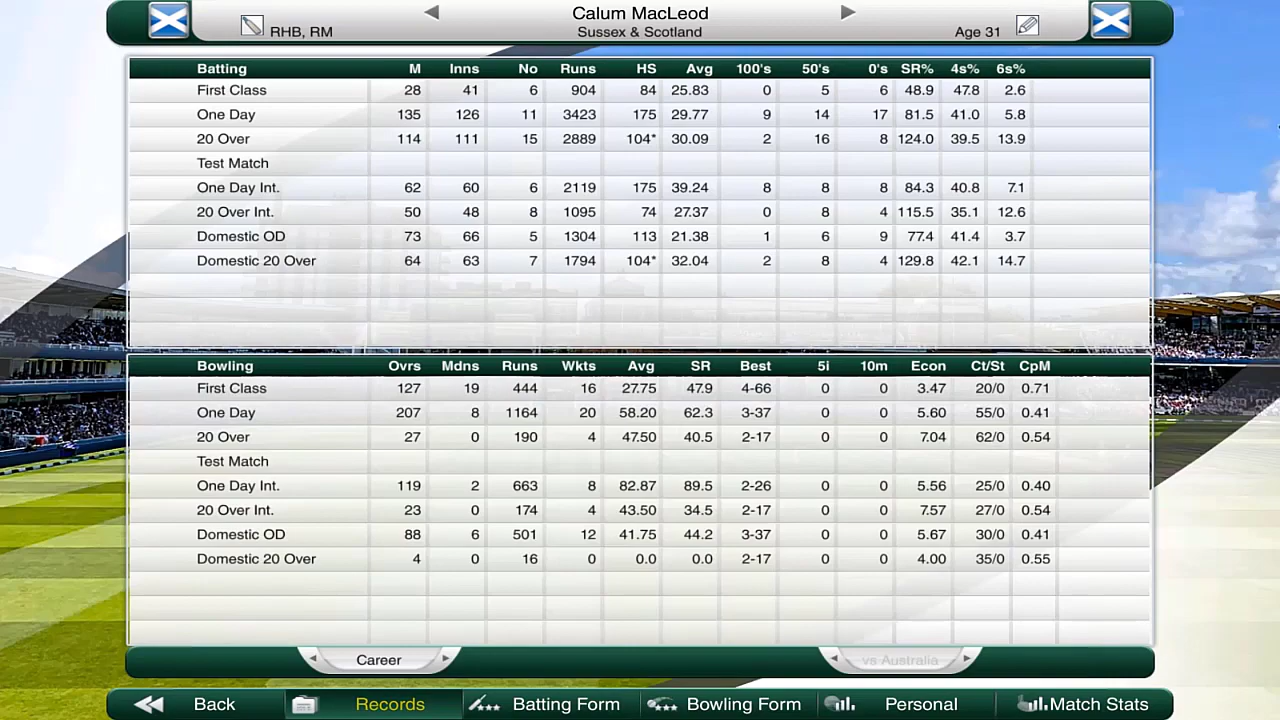 Calum MacLeod
RHB, RM Sussex & Scotland Age 31
Batting M Inns No Runs HS Avg 100's 50's 0's SR% 4s% 6s%
First Class 28 41 6 904 84 25.83 0 5 6 48.9 47.8 2.6
One Day 135 126 11 3423 175 29.77 9 14 17 81.5 41.0 5.8
20 Over 114 111 15 2889 104* 30.09 2 16 8 124.0 39.5 13.9
Test Match
One Day Int. 62 60 6 2119 175 39.24 8 8 8 84.3 40.8 7.1
20 Over Int. 50 48 8 1095 74 27.37 0 8 4 115.5 35.1 12.6
Domestic OD 73 66 5 1304 113 21.38 1 6 9 77.4 41.4 3.7
Domestic 20 Over 64 63 7 1794 104* 32.04 2 8 4 129.8 42.1 14.7
Bowling Ovrs Mdns Runs Wkts Avg SR Best 5i 10m Econ Ct/St CpM
First Class 127 19 444 16 27.75 47.9 4-66 0 0 3.47 20/0 0.71
One Day 207 8 1164 20 58.20 62.3 3-37 0 0 5.60 55/0 0.41
20 Over 27 0 190 4 47.50 40.5 2-17 0 0 7.04 62/0 0.54
Test Match
One Day Int. 119 2 663 8 82.87 89.5 2-26 0 0 5.56 25/0 0.40
20 Over Int. 23 0 174 4 43.50 34.5 2-17 0 0 7.57 27/0 0.54
Domestic OD 88 6 501 12 41.75 44.2 3-37 0 0 5.67 30/0 0.41
Domestic 20 Over 4 0 16 0 0.0 0.0 2-17 0 0 4.00 35/0 0.55
Career vs Australia
Back Records Batting Form Bowling Form Personal Match Stats